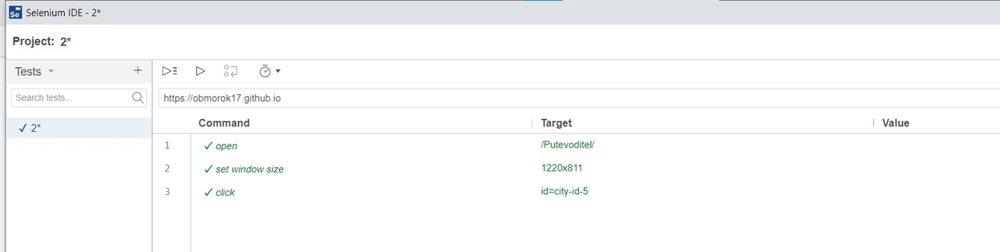 Selenium IDE - 2*
Project: 2*
Tests
Search tests...
https://obmorok17.github.io
✓ 2*
Command Target Value
1 ✓ open /Putevoditel/
2 ✓ set window size 1220x811
3 ✓ click id=city-id-5